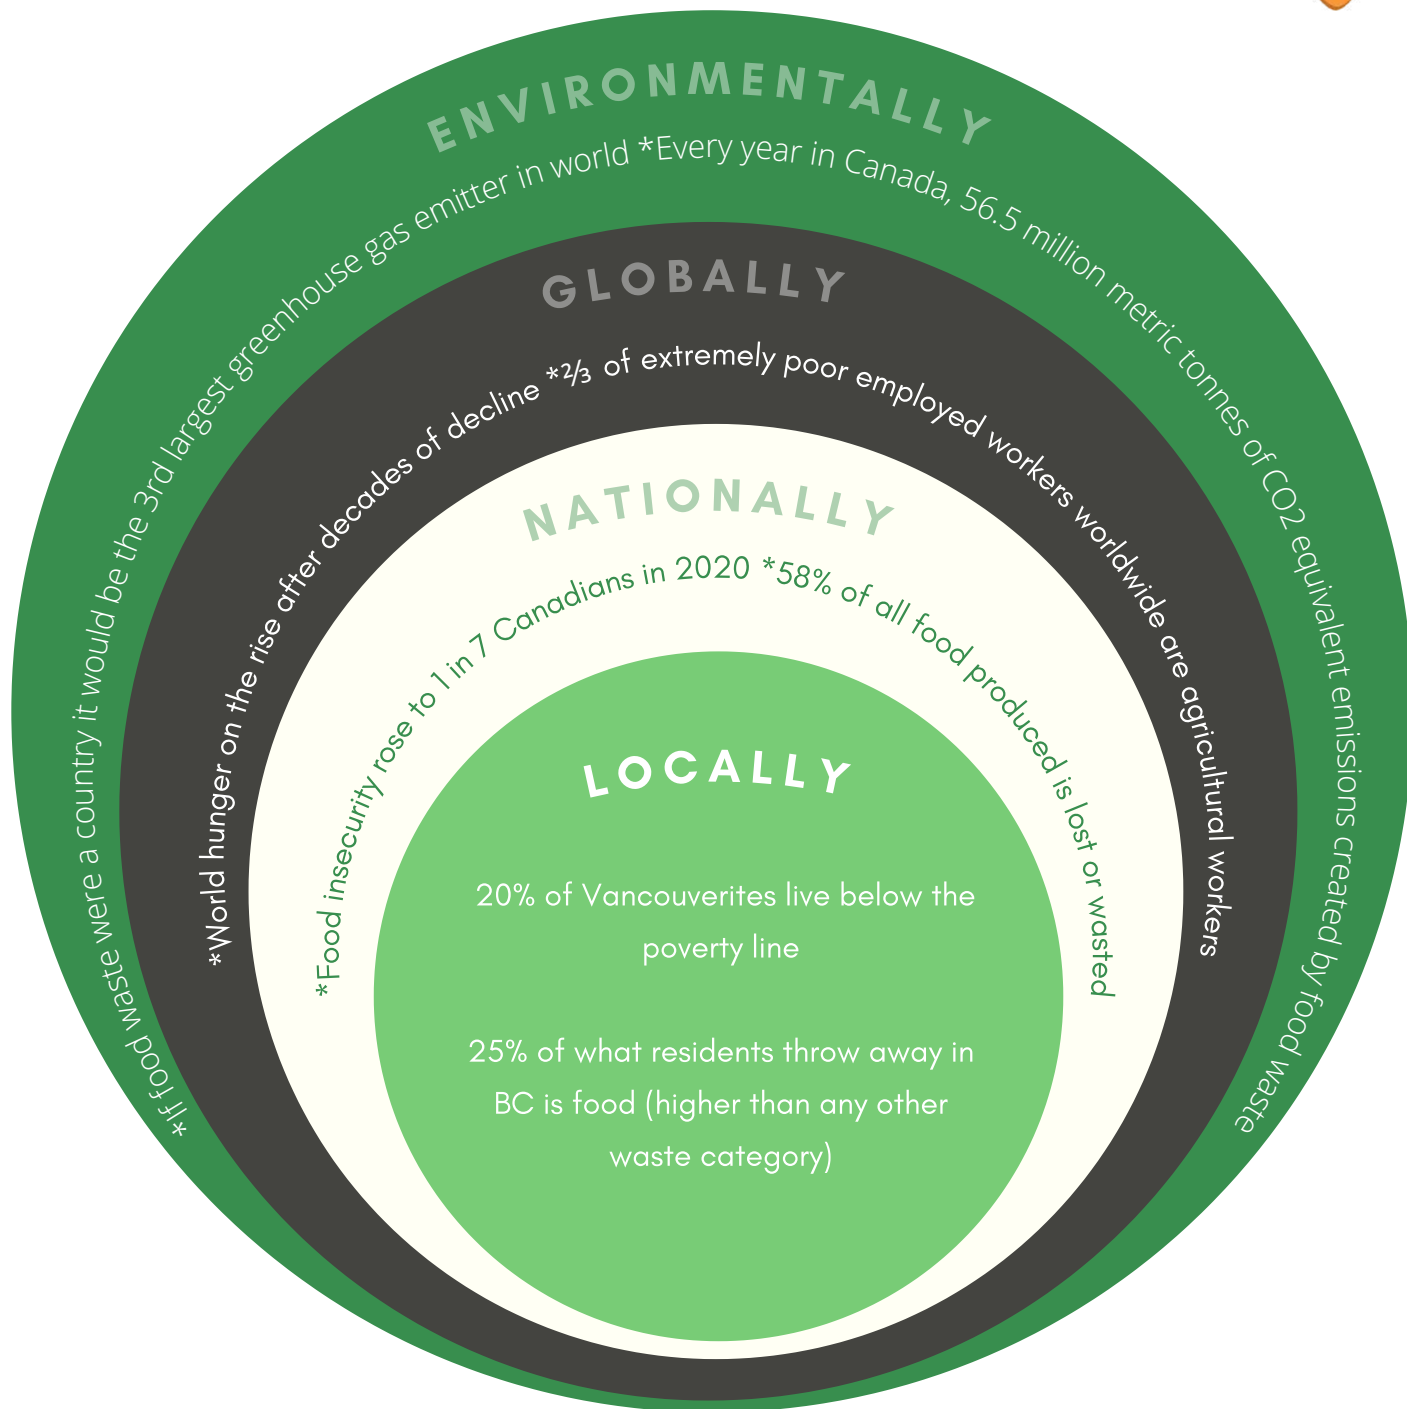 ENVIRONMENTALLY
*If food waste were a country it would be the 3rd largest greenhouse gas emitter in world *Every year in Canada, 56.5 million metric tonnes of CO2 equivalent emissions created by food waste
GLOBALLY
*World hunger on the rise after decades of decline *⅔ of extremely poor employed workers worldwide are agricultural workers
NATIONALLY
*Food insecurity rose to 1 in 7 Canadians in 2020 *58% of all food produced is lost or wasted
LOCALLY
20% of Vancouverites live below the
poverty line
25% of what residents throw away in
BC is food (higher than any other
waste category)